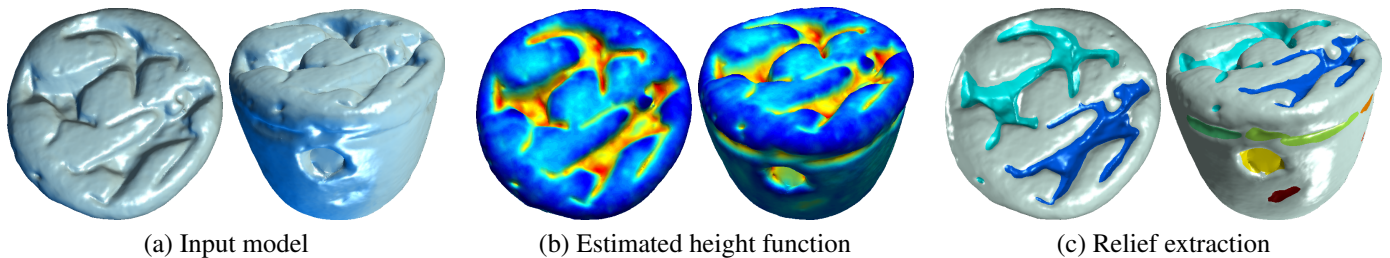 (a) Input model
(b) Estimated height function
(c) Relief extraction